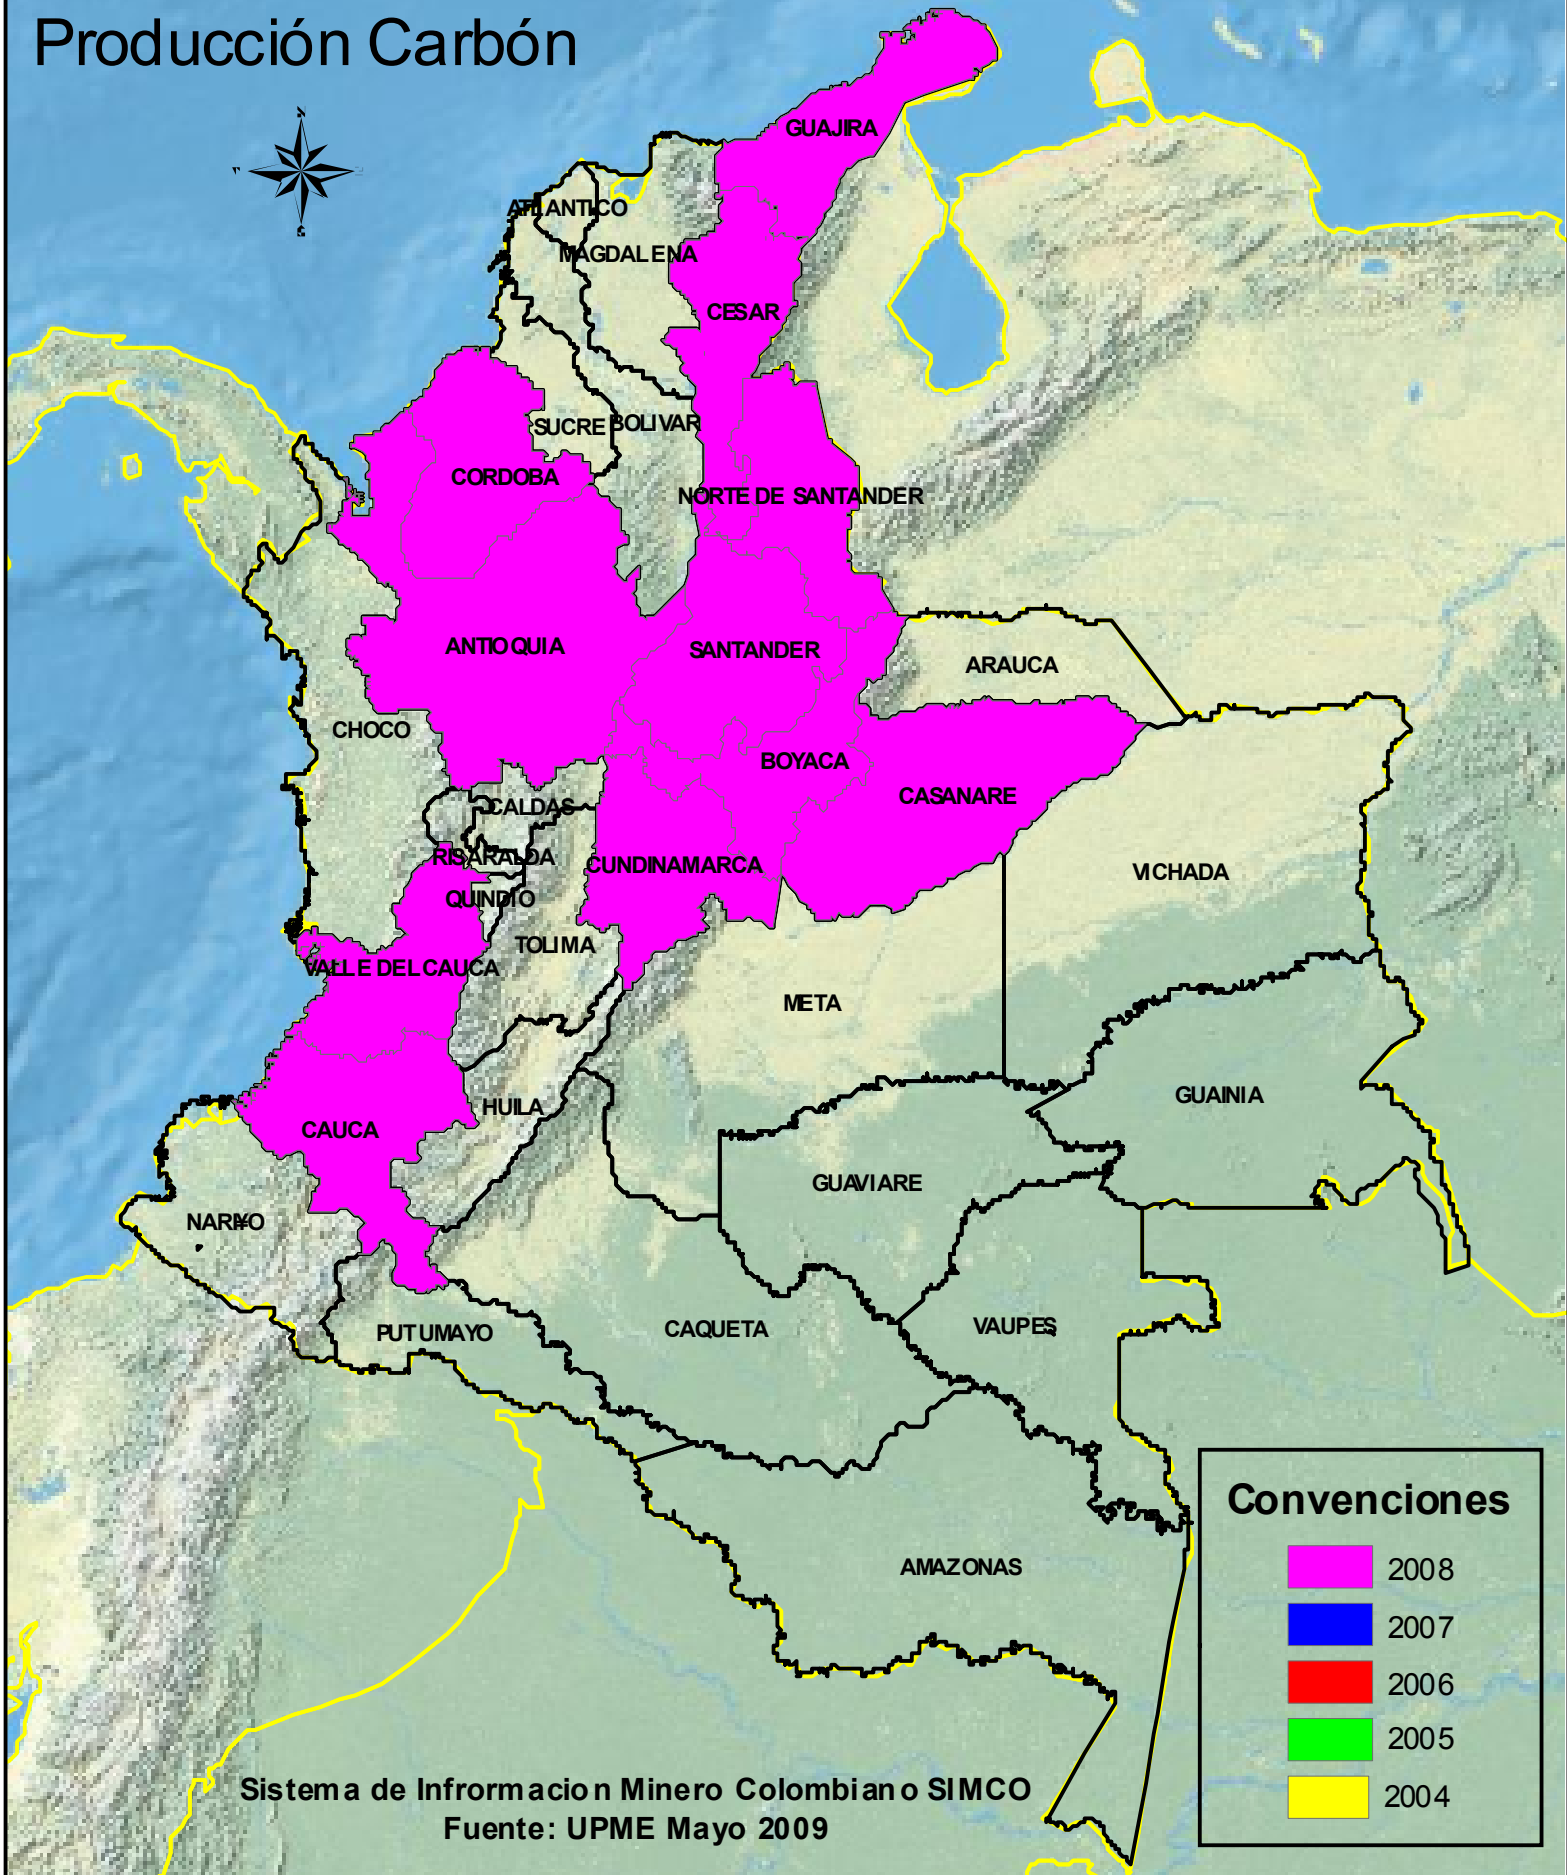 Producción Carbón
GUAJIRA
ATLANTICO
MAGDALENA
CESAR
SUCRE
BOLIVAR
CORDOBA
NORTE DE SANTANDER
ANTIOQUIA
SANTANDER
ARAUCA
CHOCO
BOYACA
CASANARE
CALDAS
RISARALDA
CUNDINAMARCA
VICHADA
QUINDIO
TOLIMA
VALLE DEL CAUCA
META
GUAINIA
HUILA
CAUCA
GUAVIARE
NARI¥O
PUTUMAYO
CAQUETA
VAUPES
AMAZONAS
Convenciones
2008
2007
2006
2005
2004
Sistema de Infrormacion Minero Colombiano SIMCO
Fuente: UPME Mayo 2009